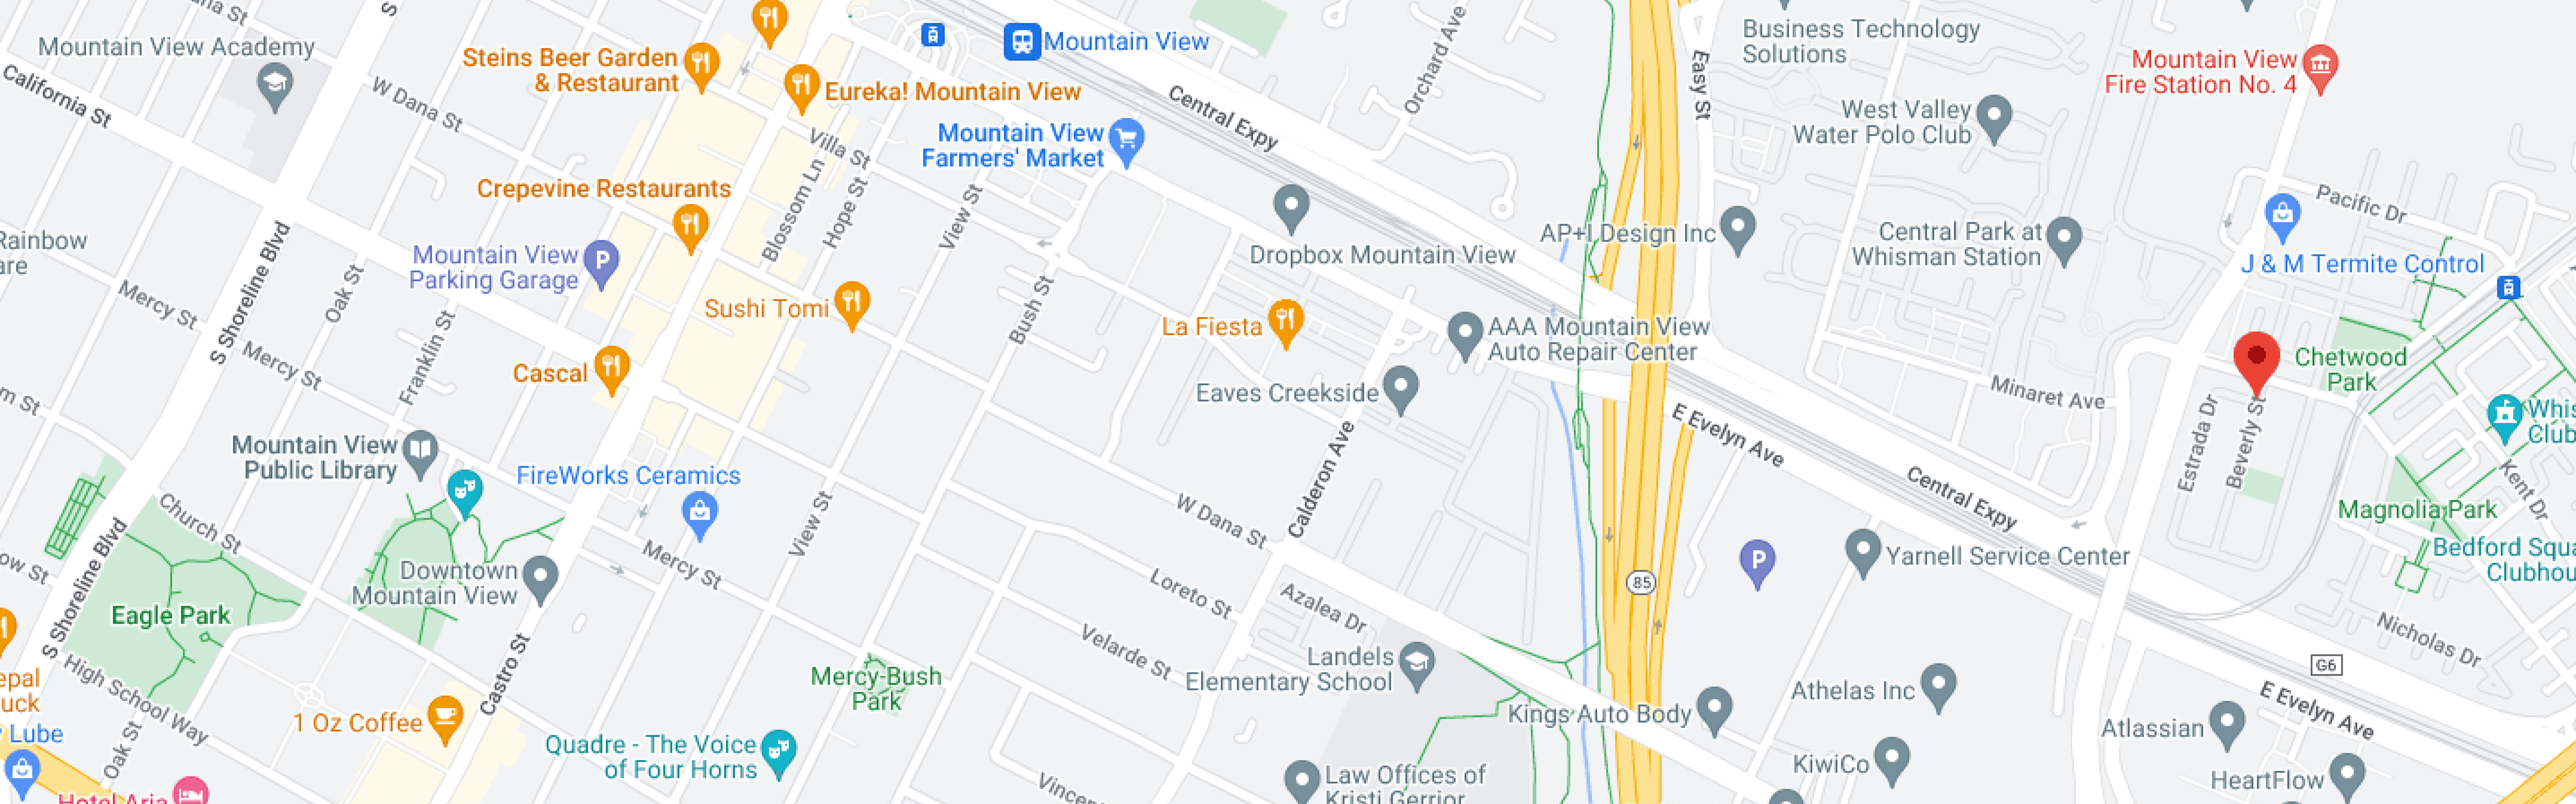 Mountain View Academy
California St
W Dana St
Steins Beer Garden
& Restaurant
Eureka! Mountain View
Mountain View
Mountain View
Farmers' Market
Villa St
Blossom Ln
Hope St
View St
Central Expy
Orchard Ave
Easy St
Business Technology
Solutions
West Valley
Water Polo Club
Mountain View
Fire Station No. 4
Pacific Dr
Crepevine Restaurants
Mountain View
Parking Garage
P
Dropbox Mountain View
AP+I Design Inc
Central Park at
Whisman Station
J & M Termite Control
Rainbow
S Shoreline Blvd
Oak St
Mercy St
Mercy St
Franklin St
Sushi Tomi
Bush St
La Fiesta
AAA Mountain View
Auto Repair Center
Cascal
Eaves Creekside
Minaret Ave
Chetwood
Park
Estrada Dr
Beverly St
E Evelyn Ave
Central Expy
Mountain View
Public Library
FireWorks Ceramics
View St
W Dana St
Calderon Ave
Kent Dr
Magnolia Park
Church St
S Shoreline Blvd
Downtown
Mountain View
Mercy St
Loreto St
Azalea Dr
85
P
Yarnell Service Center
Bedford Squa
Clubhou
Eagle Park
High School Way
Oak St
Castro St
Velarde St
Mercy-Bush
Park
Landels
Elementary School
Kings Auto Body
Athelas Inc
Nicholas Dr
G6
E Evelyn Ave
1 Oz Coffee
Quadre - The Voice
of Four Horns
Law Offices of
Kristi Gerrior
KiwiCo
Atlassian
HeartFlow
Lube
Hotel Aria